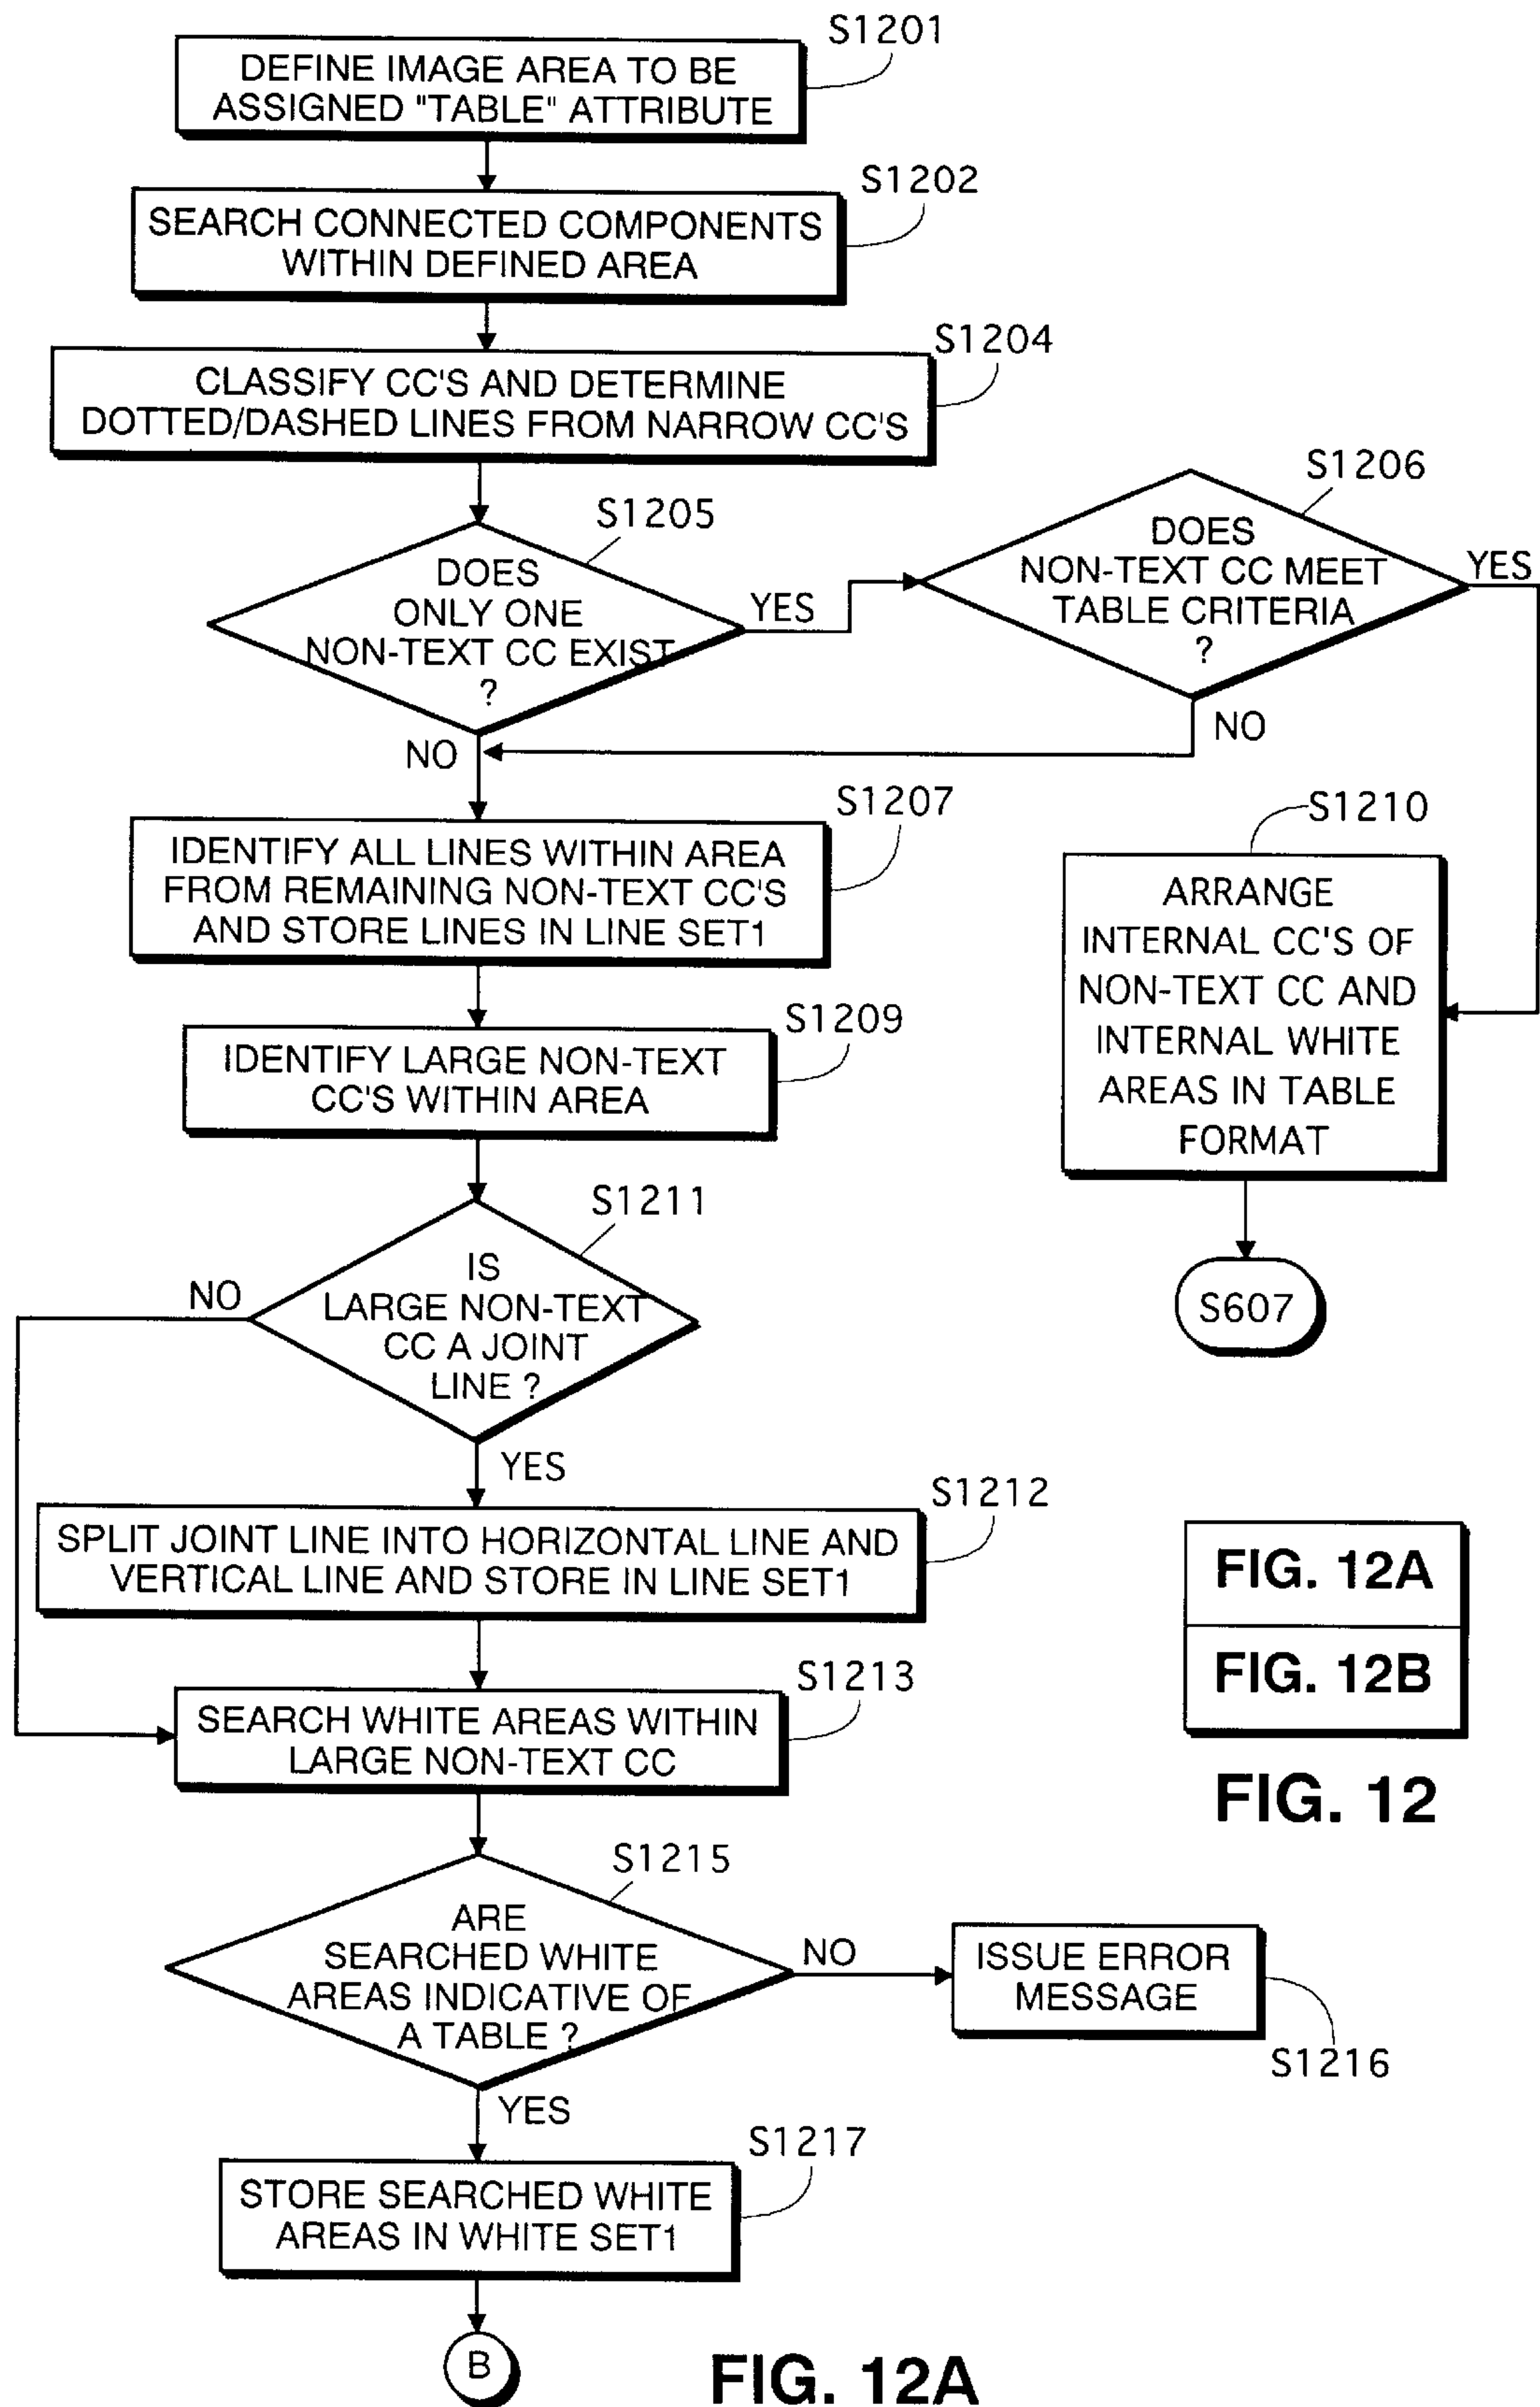 S1201
DEFINE IMAGE AREA TO BE
ASSIGNED "TABLE" ATTRIBUTE
S1202
SEARCH CONNECTED COMPONENTS
WITHIN DEFINED AREA
S1204
CLASSIFY CC'S AND DETERMINE
DOTTED/DASHED LINES FROM NARROW CC'S
S1205
DOES
ONLY ONE
NON-TEXT CC EXIST
?
YES
NO
S1206
DOES
NON-TEXT CC MEET
TABLE CRITERIA
?
YES
NO
S1207
IDENTIFY ALL LINES WITHIN AREA
FROM REMAINING NON-TEXT CC'S
AND STORE LINES IN LINE SET1
S1210
ARRANGE
INTERNAL CC'S OF
NON-TEXT CC AND
INTERNAL WHITE
AREAS IN TABLE
FORMAT
S607
S1209
IDENTIFY LARGE NON-TEXT
CC'S WITHIN AREA
S1211
IS
LARGE NON-TEXT
CC A JOINT
LINE ?
NO
YES
S1212
SPLIT JOINT LINE INTO HORIZONTAL LINE AND
VERTICAL LINE AND STORE IN LINE SET1
S1213
SEARCH WHITE AREAS WITHIN
LARGE NON-TEXT CC
FIG. 12A
FIG. 12B
FIG. 12
S1215
ARE
SEARCHED WHITE
AREAS INDICATIVE OF
A TABLE ?
NO
ISSUE ERROR
MESSAGE
S1216
YES
S1217
STORE SEARCHED WHITE
AREAS IN WHITE SET1
B
FIG. 12A